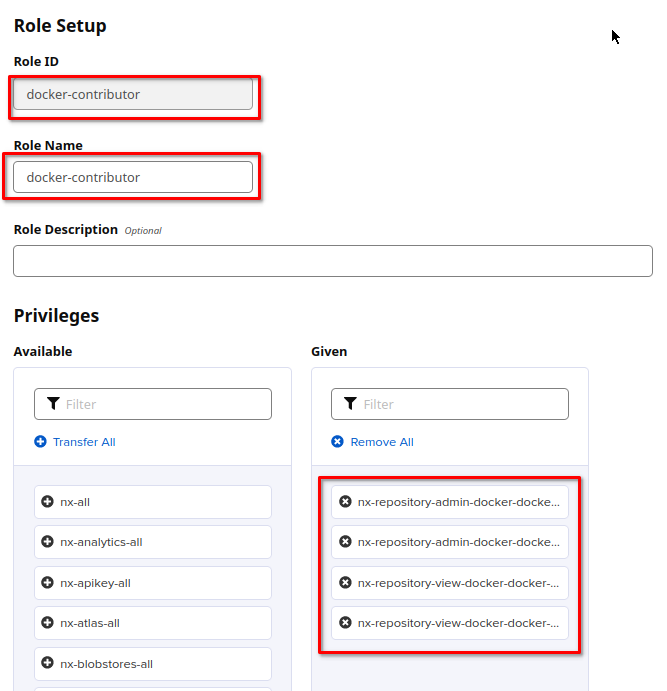 Role Setup
Role ID
docker-contributor
Role Name
docker-contributor
Role Description Optional
Privileges
Available
Given
Filter
Filter
Transfer All
Remove All
nx-all
nx-repository-admin-docker-docke...
nx-analytics-all
nx-repository-admin-docker-docke...
nx-apikey-all
nx-repository-view-docker-docker-...
nx-atlas-all
nx-repository-view-docker-docker-...
nx-blobstores-all